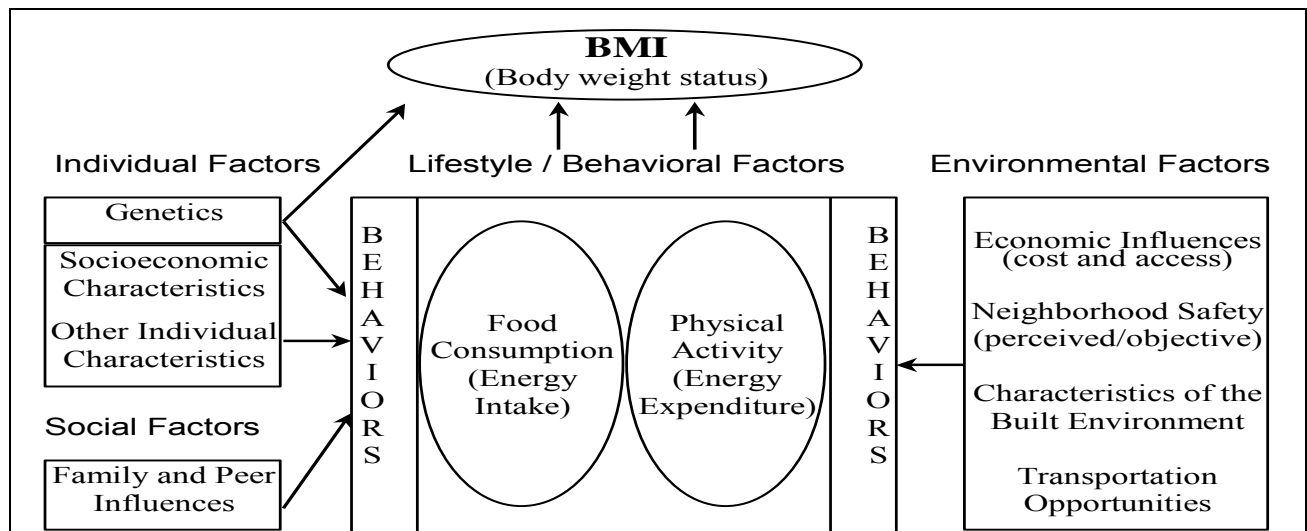 BMI
(Body weight status)
Individual Factors
Lifestyle / Behavioral Factors
Environmental Factors
Genetics
Socioeconomic
Characteristics
Other Individual
Characteristics
Social Factors
Family and Peer
Influences
BEHAVIORS
Food
Consumption
(Energy
Intake)
Physical
Activity
(Energy
Expenditure)
BEHAVIORS
Economic Influences
(cost and access)
Neighborhood Safety
(perceived/objective)
Characteristics of the
Built Environment
Transportation
Opportunities